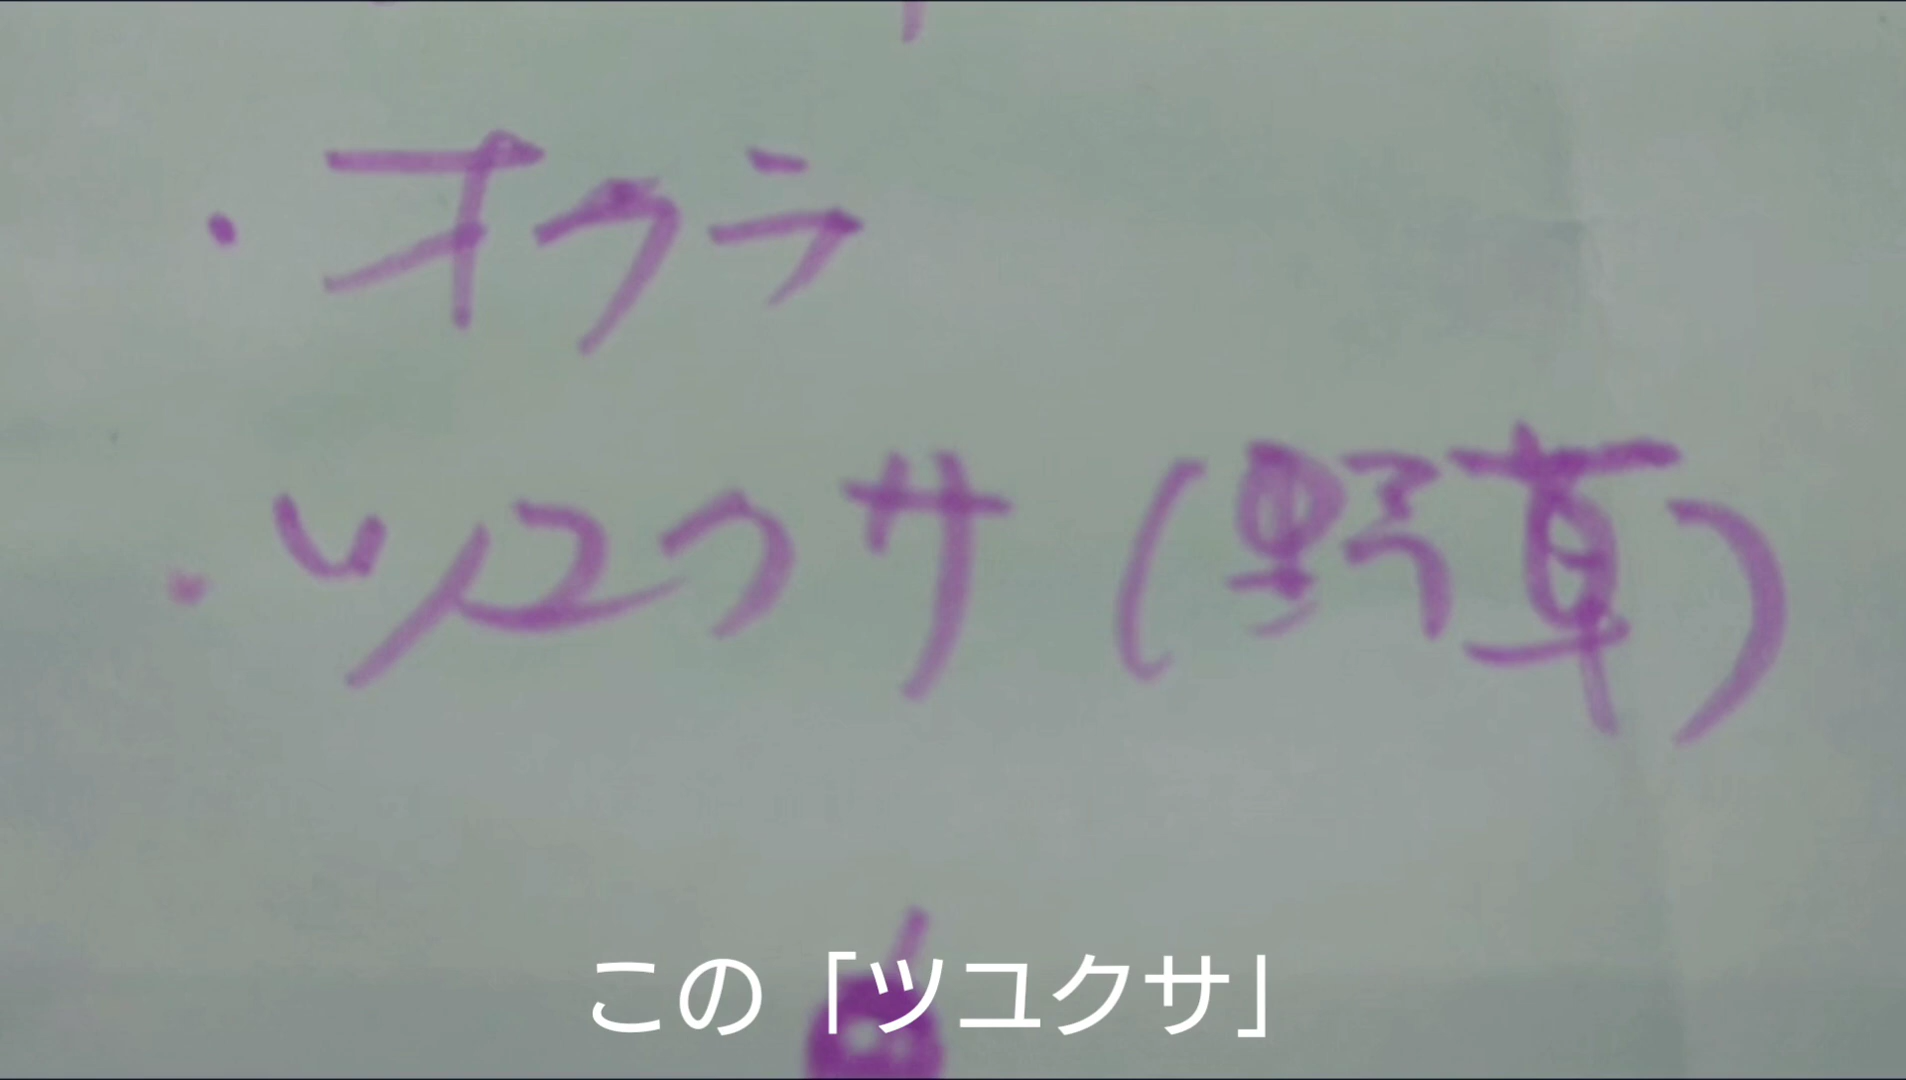 ・オクラ
・ツユクサ(野草)
この「ツユクサ」